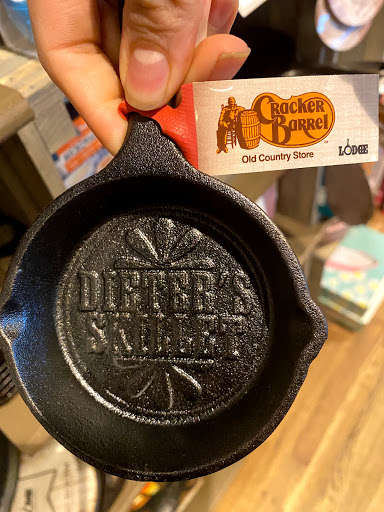 Cracker
Barrel
Old Country Store
LODGE
DIETER'S
SKILLET